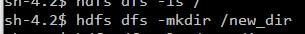 sh-4.2$ hdfs dfs -ls /
sh-4.2$ hdfs dfs -mkdir /new_dir